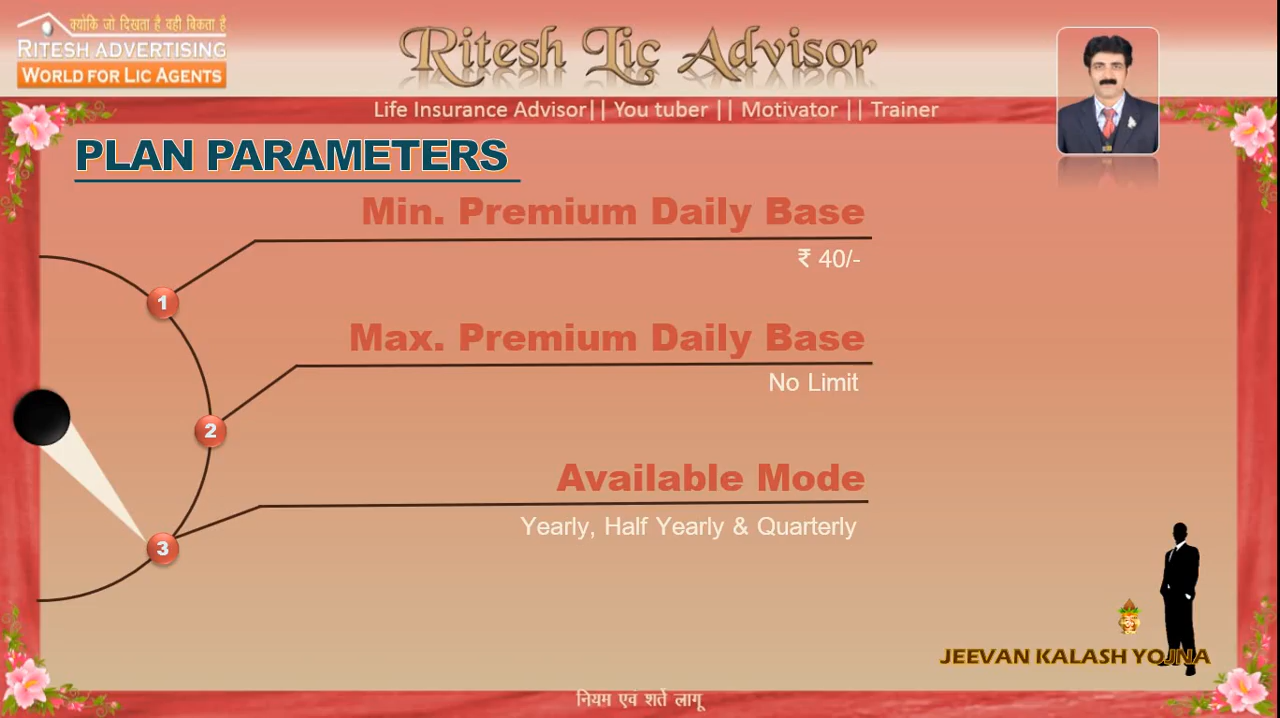 क्योंकि जो दिखता है वही बिकता है
RITESH ADVERTISING
WORLD FOR LIC AGENTS
Ritesh Lic Advisor
Life Insurance Advisor|| You tuber || Motivator || Trainer
PLAN PARAMETERS
Min. Premium Daily Base
₹ 40/-
1
Max. Premium Daily Base
No Limit
2
Available Mode
Yearly, Half Yearly & Quarterly
3
JEEVAN KALASH YOJNA
नियम एवं शर्ते लागू